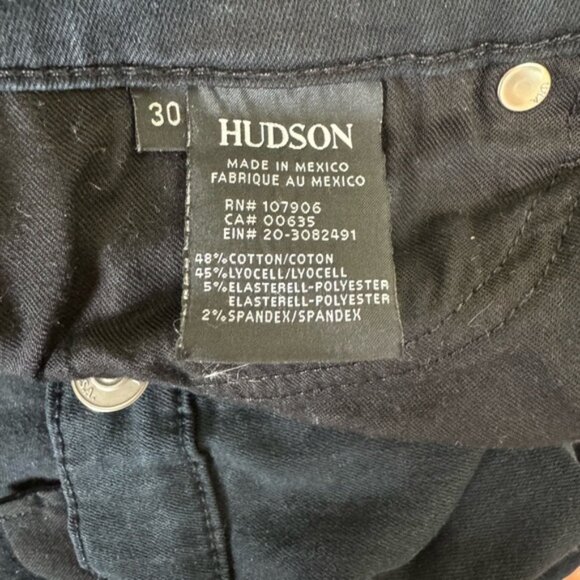 30
HUDSON
MADE IN MEXICO
FABRIQUE AU MEXICO
RN# 107906
CA# 00635
EIN# 20-3082491
48%COTTON/COTON
45%LYOCELL/LYOCELL
5%ELASTERELL-POLYESTER
ELASTERELL-POLYESTER
2%SPANDEX/SPANDEX